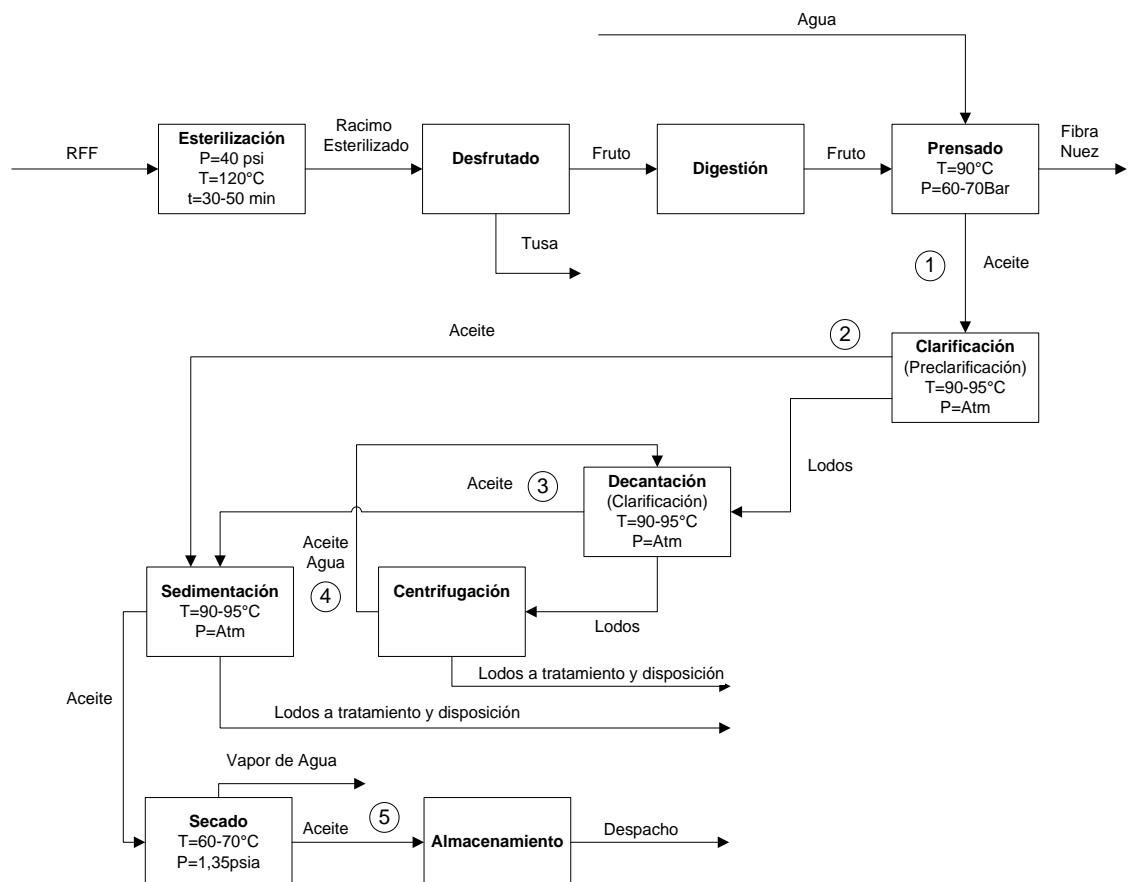 Agua
RFF
Esterilización
P=40 psi
T=120°C
t=30-50 min
Racimo
Esterilizado
Desfrutado
Fruto
Digestión
Fruto
Prensado
T=90°C
P=60-70Bar
Fibra
Nuez
Tusa
1
Aceite
Aceite
2
Clarificación
(Preclarificación)
T=90-95°C
P=Atm
Lodos
Aceite
3
Decantación
(Clarificación)
T=90-95°C
P=Atm
Aceite
Agua
4
Sedimentación
T=90-95°C
P=Atm
Centrifugación
Lodos
Lodos a tratamiento y disposición
Aceite
Lodos a tratamiento y disposición
Vapor de Agua
Secado
T=60-70°C
P=1,35psia
Aceite
5
Almacenamiento
Despacho